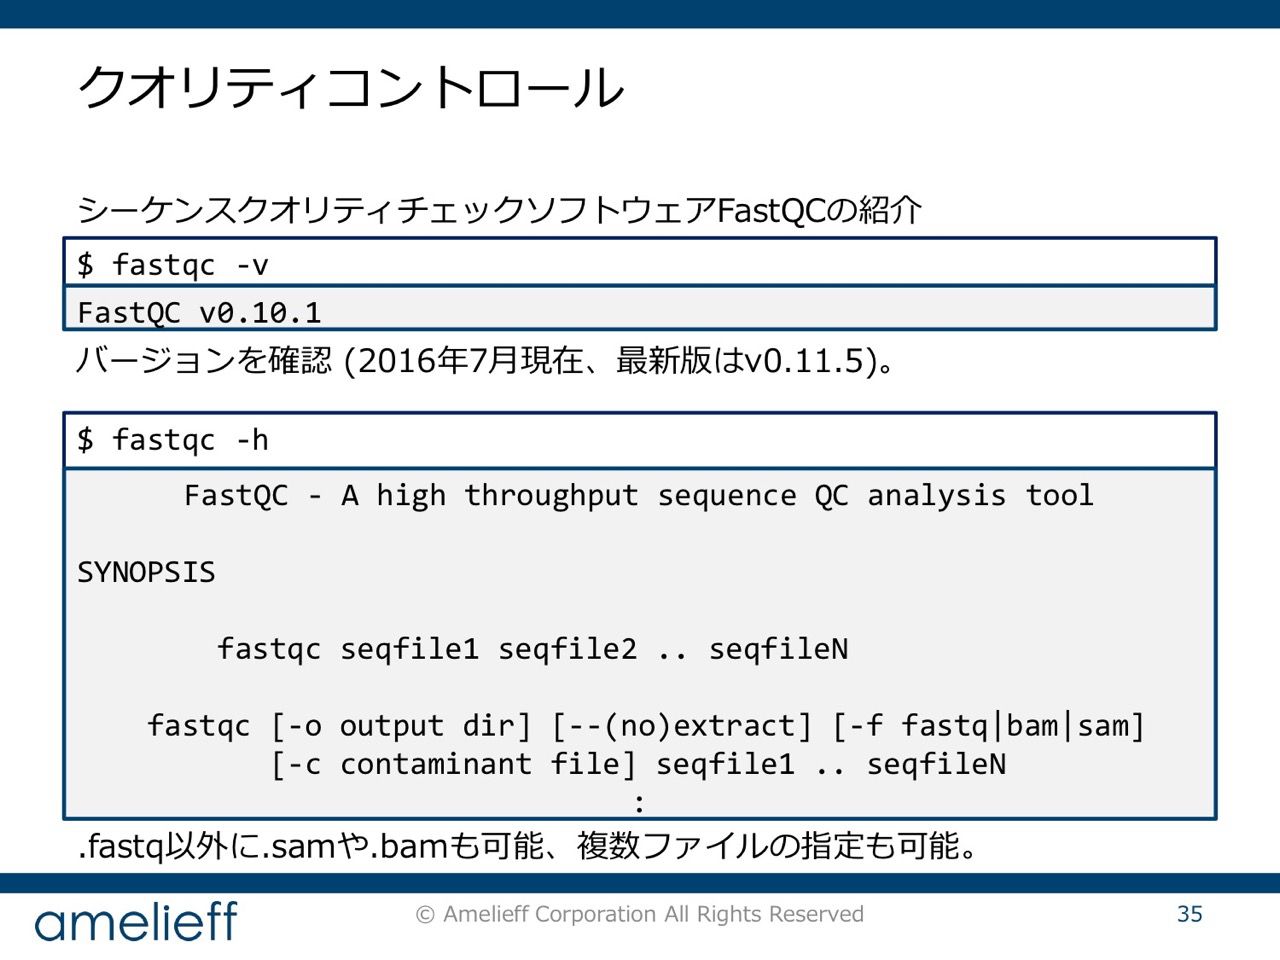 クオリティコントロール
シーケンスクオリティチェックソフトウェアFastQCの紹介
$ fastqc -v
FastQC v0.10.1
バージョンを確認 (2016年7月現在、最新版はv0.11.5)。
$ fastqc -h
FastQC - A high throughput sequence QC analysis tool
SYNOPSIS
fastqc seqfile1 seqfile2 .. seqfileN
fastqc [-o output dir] [--(no)extract] [-f fastq|bam|sam]
[-c contaminant file] seqfile1 .. seqfileN
:
.fastq以外に.samや.bamも可能、複数ファイルの指定も可能。
amelieff
© Amelieff Corporation All Rights Reserved
35